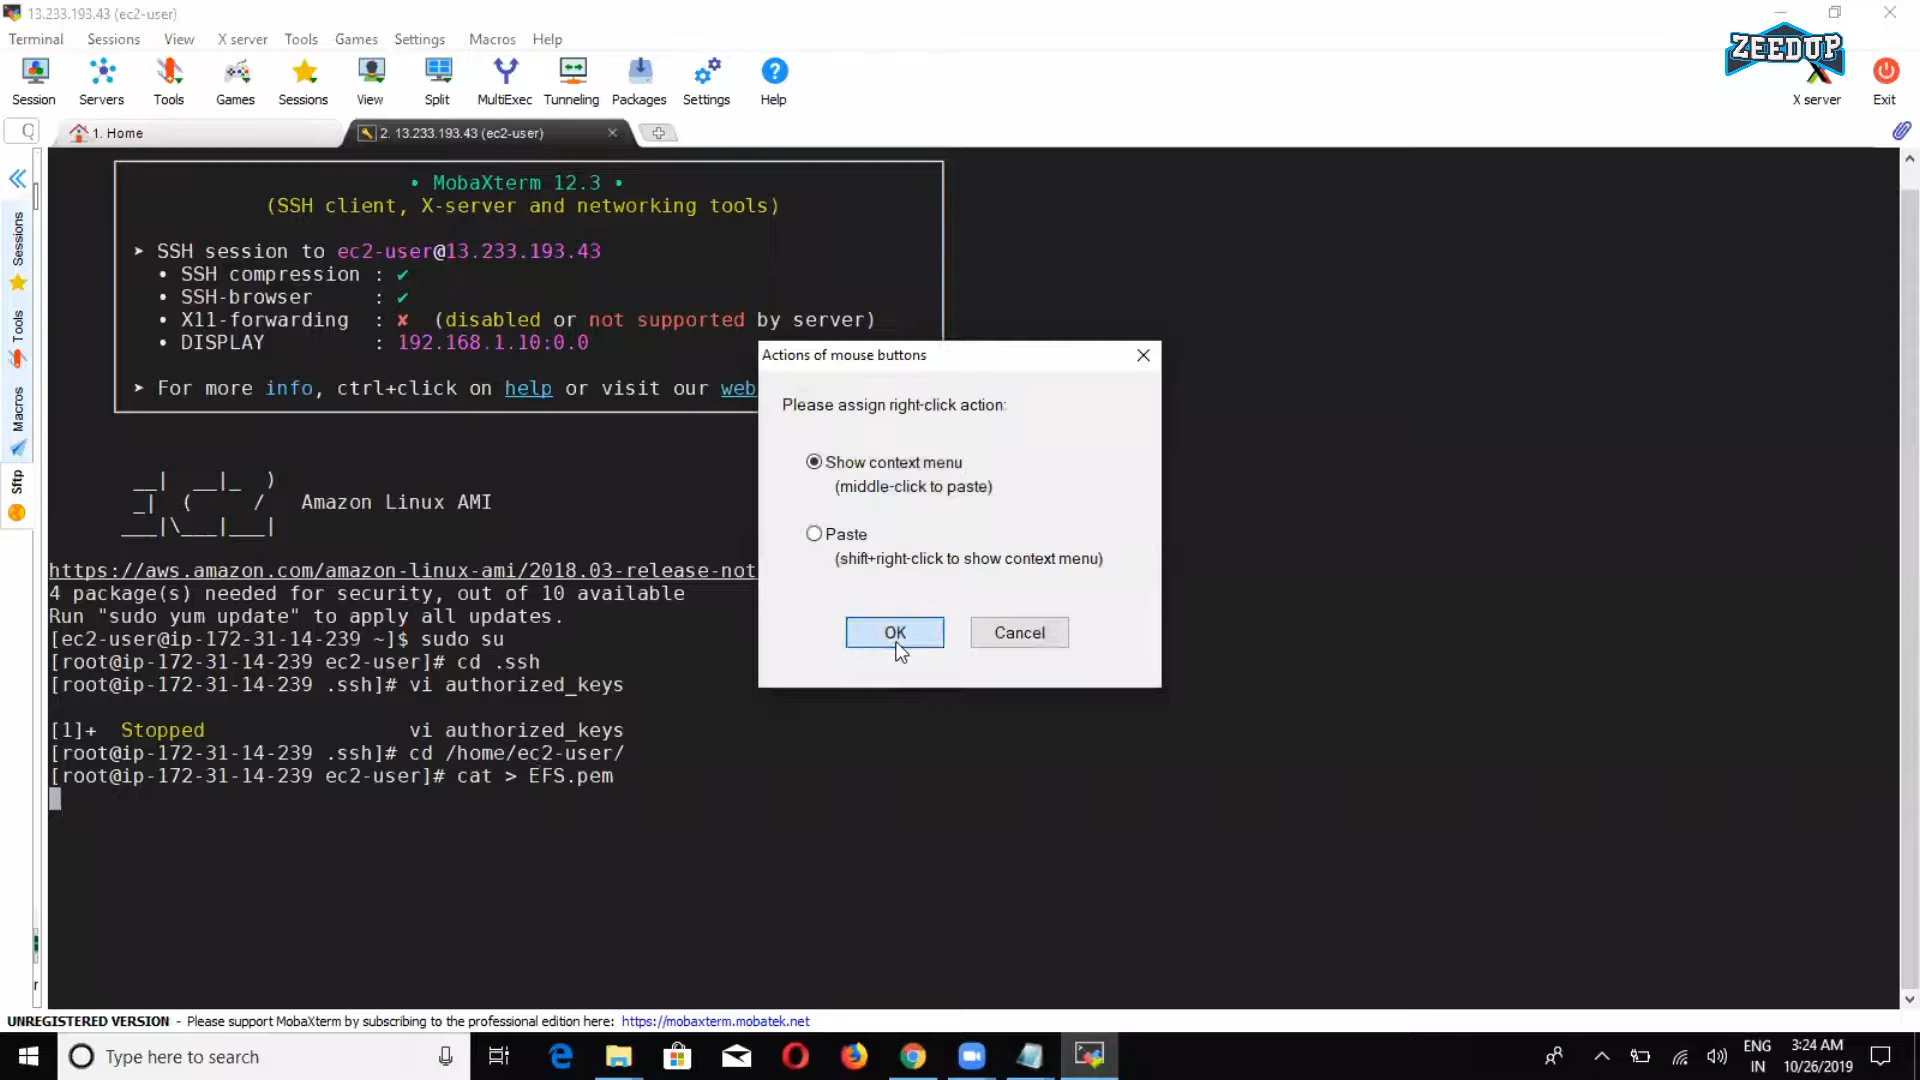 13.233.193.43 (ec2-user)
Terminal Sessions View X server Tools Games Settings Macros Help
ZEEDUP
Session Servers Tools Games Sessions View Split MultiExec Tunneling Packages Settings Help X server Exit
1. Home
2. 13.233.193.43 (ec2-user)
Sessions
Tools
Macros
Sftp
• MobaXterm 12.3 •
(SSH client, X-server and networking tools)
➤ SSH session to ec2-user@13.233.193.43
• SSH compression : ✔
• SSH-browser : ✔
• X11-forwarding : ✘ (disabled or not supported by server)
• DISPLAY : 192.168.1.10:0.0
➤ For more info, ctrl+click on help or visit our web
__| __|_ )
_| ( / Amazon Linux AMI
___|\___|___|
https://aws.amazon.com/amazon-linux-ami/2018.03-release-not
4 package(s) needed for security, out of 10 available
Run "sudo yum update" to apply all updates.
[ec2-user@ip-172-31-14-239 ~]$ sudo su
[root@ip-172-31-14-239 ec2-user]# cd .ssh
[root@ip-172-31-14-239 .ssh]# vi authorized_keys
[1]+ Stopped vi authorized_keys
[root@ip-172-31-14-239 .ssh]# cd /home/ec2-user/
[root@ip-172-31-14-239 ec2-user]# cat > EFS.pem
Actions of mouse buttons
Please assign right-click action:
Show context menu
(middle-click to paste)
Paste
(shift+right-click to show context menu)
OK Cancel
UNREGISTERED VERSION - Please support MobaXterm by subscribing to the professional edition here: https://mobaxterm.mobatek.net
Type here to search
ENG
IN
3:24 AM
10/26/2019